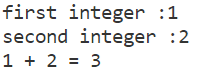 first integer :1
second integer :2
1 + 2 = 3